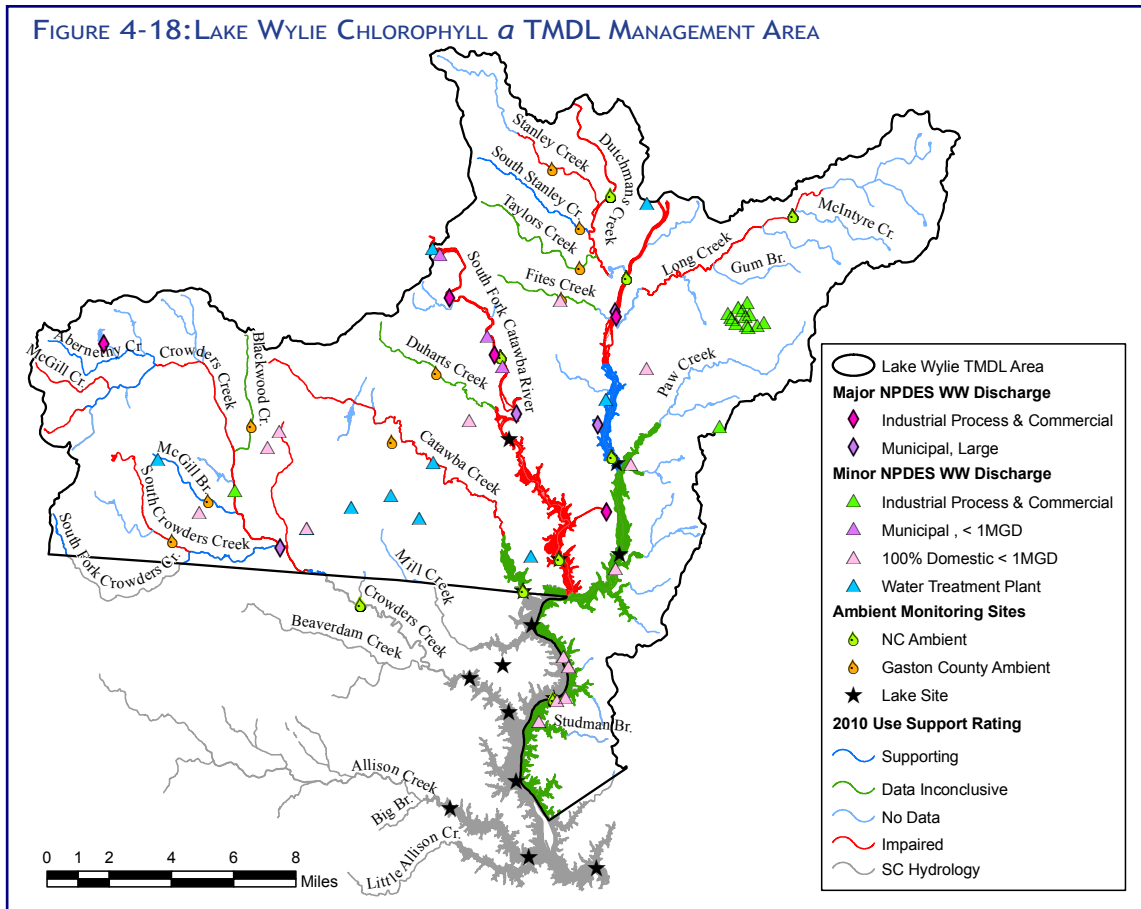 FIGURE 4-18:LAKE WYLIE CHLOROPHYLL a TMDL MANAGEMENT AREA
Stanley Creek
Dutchmans Creek
South Stanley Cr.
Taylors Creek
McIntyre Cr.
Long Creek
Gum Br.
Fites Creek
South Fork Catawba River
Abernethy Cr.
McGill Cr.
Crowders Creek
Blackwood Cr.
Duharts Creek
Paw Creek
Catawba Creek
McGill Br.
South Crowders Creek
South Fork Crowders Cr.
Mill Creek
Crowders Creek
Beaverdam Creek
Studman Br.
Allison Creek
Big Br.
Little Allison Cr.
0 1 2 4 6 8
Miles
Lake Wylie TMDL Area
Major NPDES WW Discharge
Industrial Process & Commercial
Municipal, Large
Minor NPDES WW Discharge
Industrial Process & Commercial
Municipal , < 1MGD
100% Domestic < 1MGD
Water Treatment Plant
Ambient Monitoring Sites
NC Ambient
Gaston County Ambient
Lake Site
2010 Use Support Rating
Supporting
Data Inconclusive
No Data
Impaired
SC Hydrology